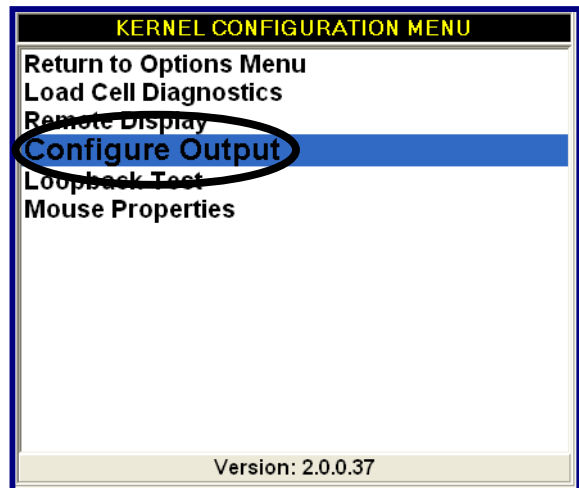 KERNEL CONFIGURATION MENU
Return to Options Menu
Load Cell Diagnostics
Remote Display
Configure Output
Loopback Test
Mouse Properties
Version: 2.0.0.37